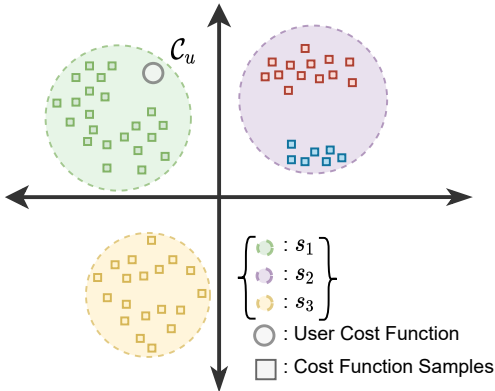 𝒞ᵤ
: s₁
: s₂
: s₃
: User Cost Function
: Cost Function Samples